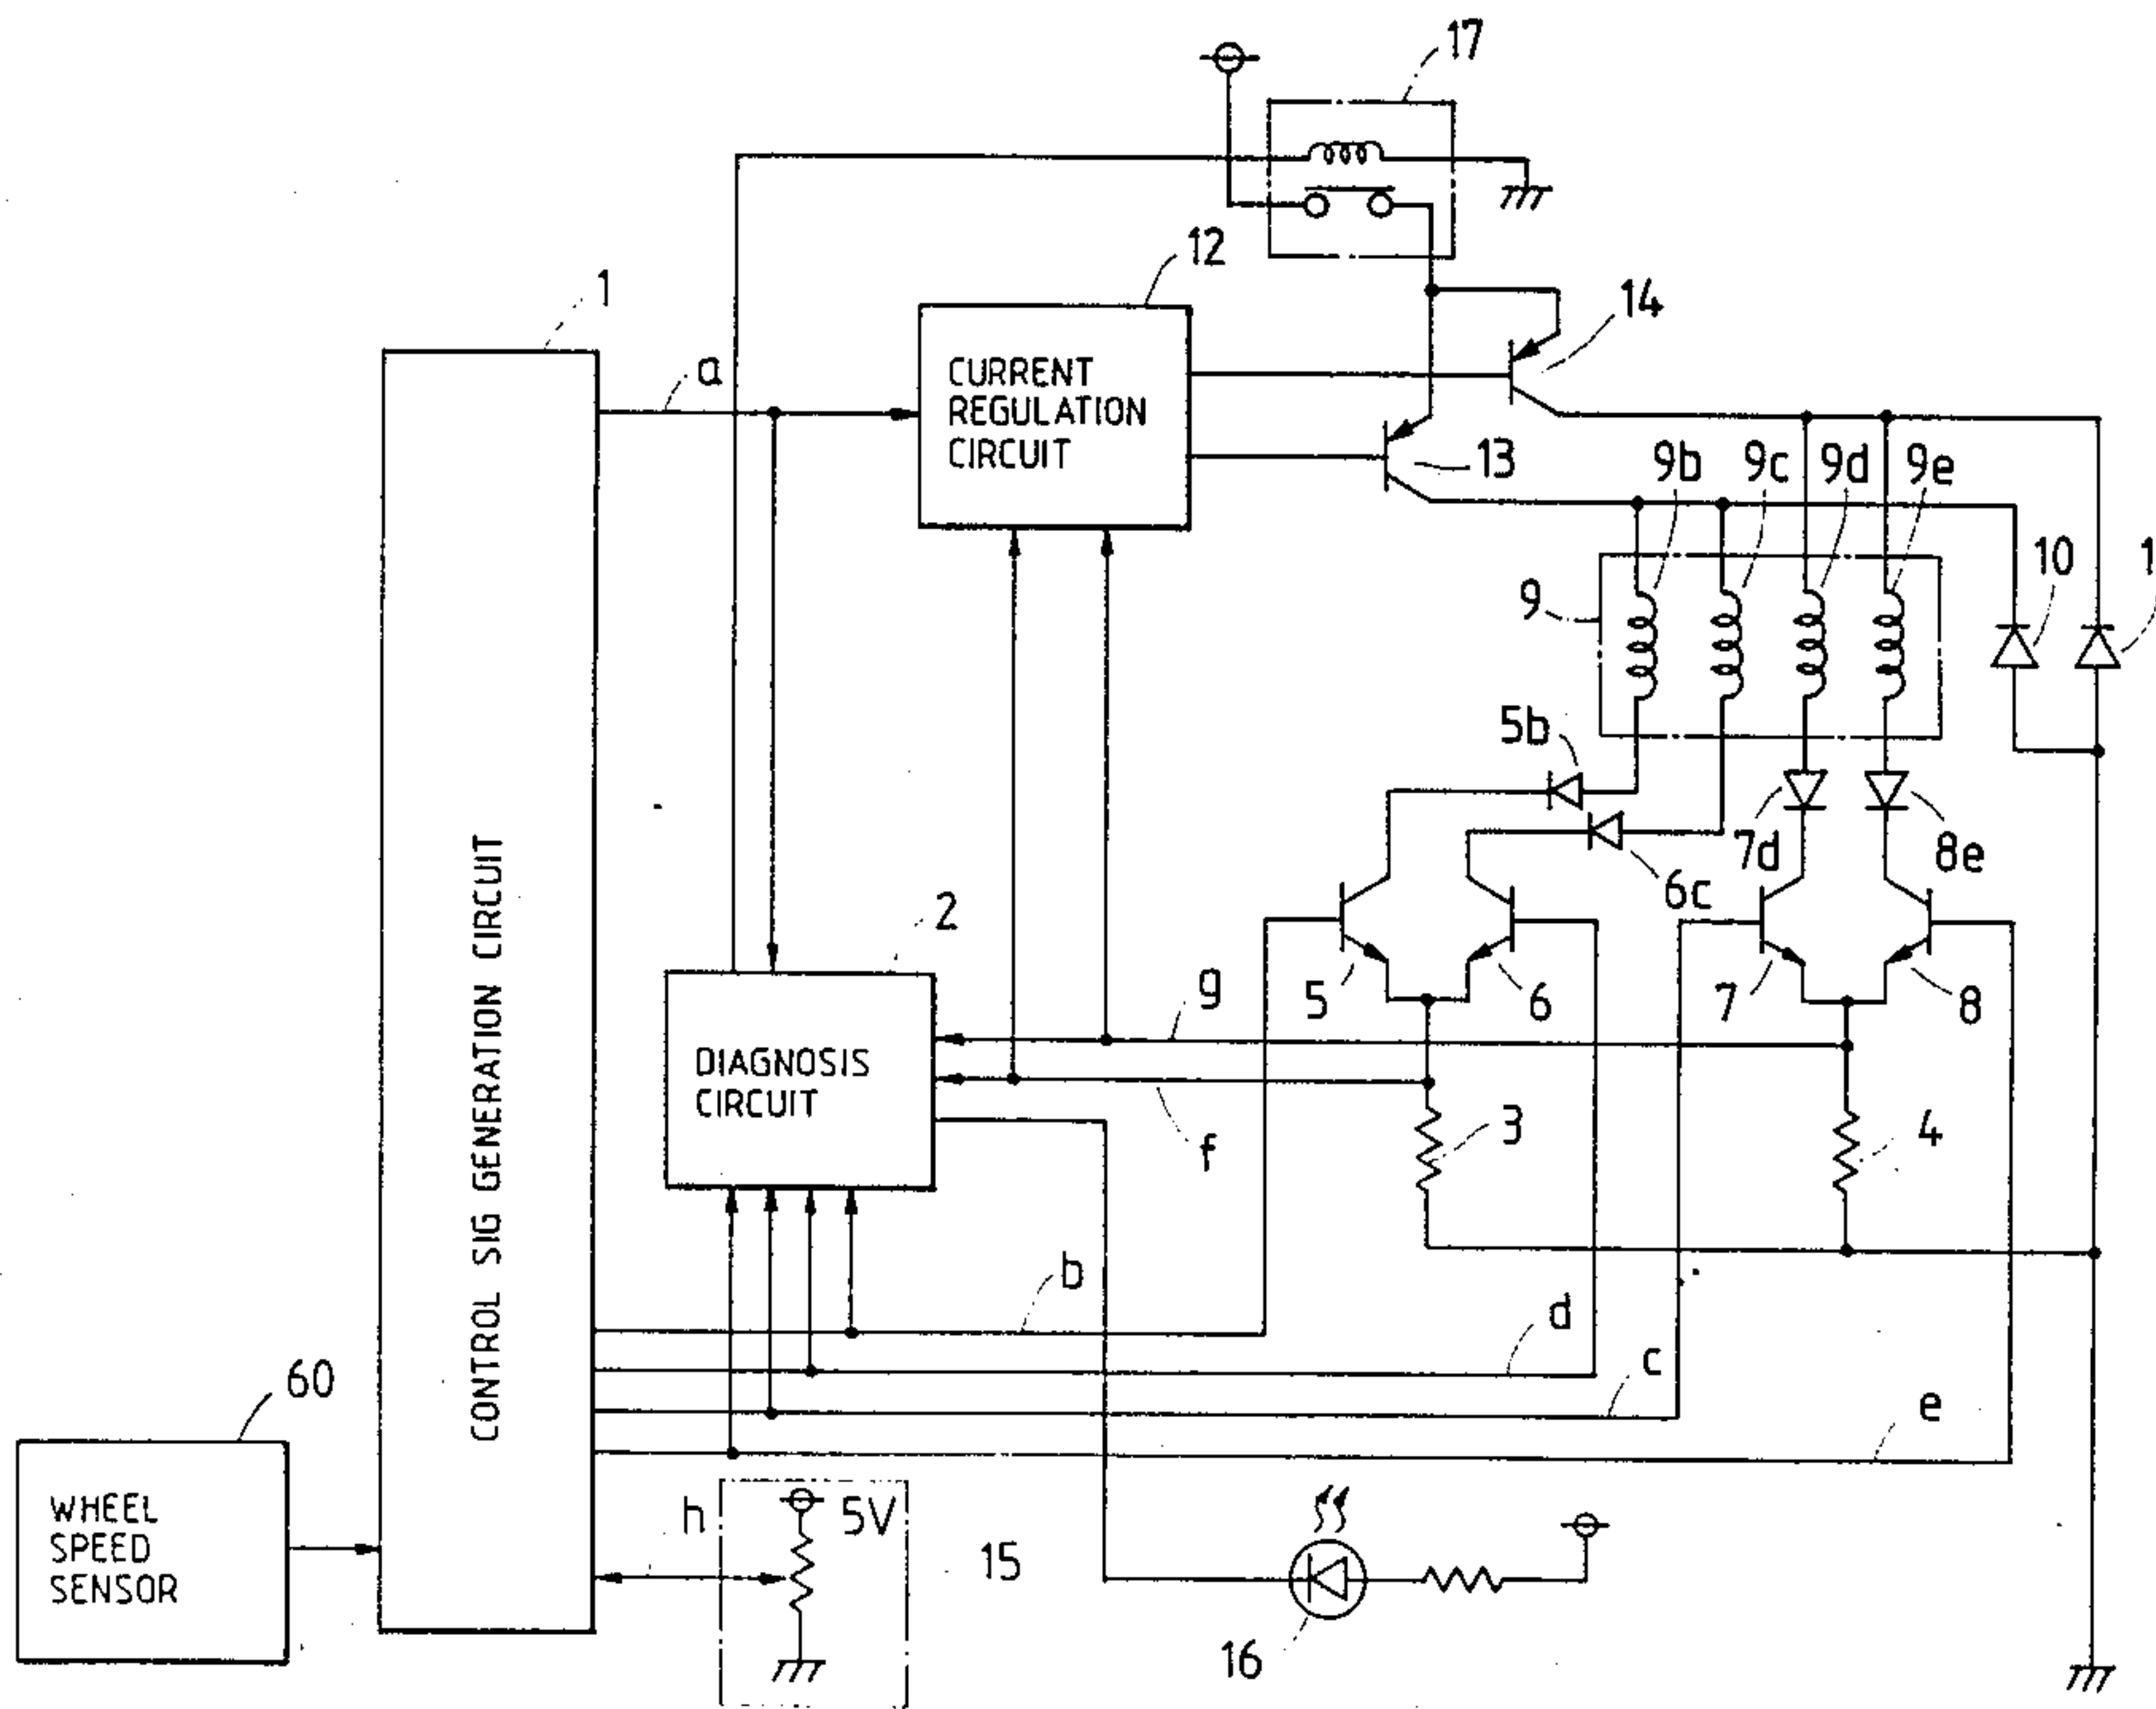 17
12
1
14
a
CURRENT
REGULATION
CIRCUIT
13
9b
9c
9d
9e
10
1
9
5b
7d
8e
6c
2
g
5
6
7
8
DIAGNOSIS
CIRCUIT
f
3
4
CONTROL SIG GENERATION CIRCUIT
b
d
c
e
60
WHEEL
SPEED
SENSOR
h
5V
15
16